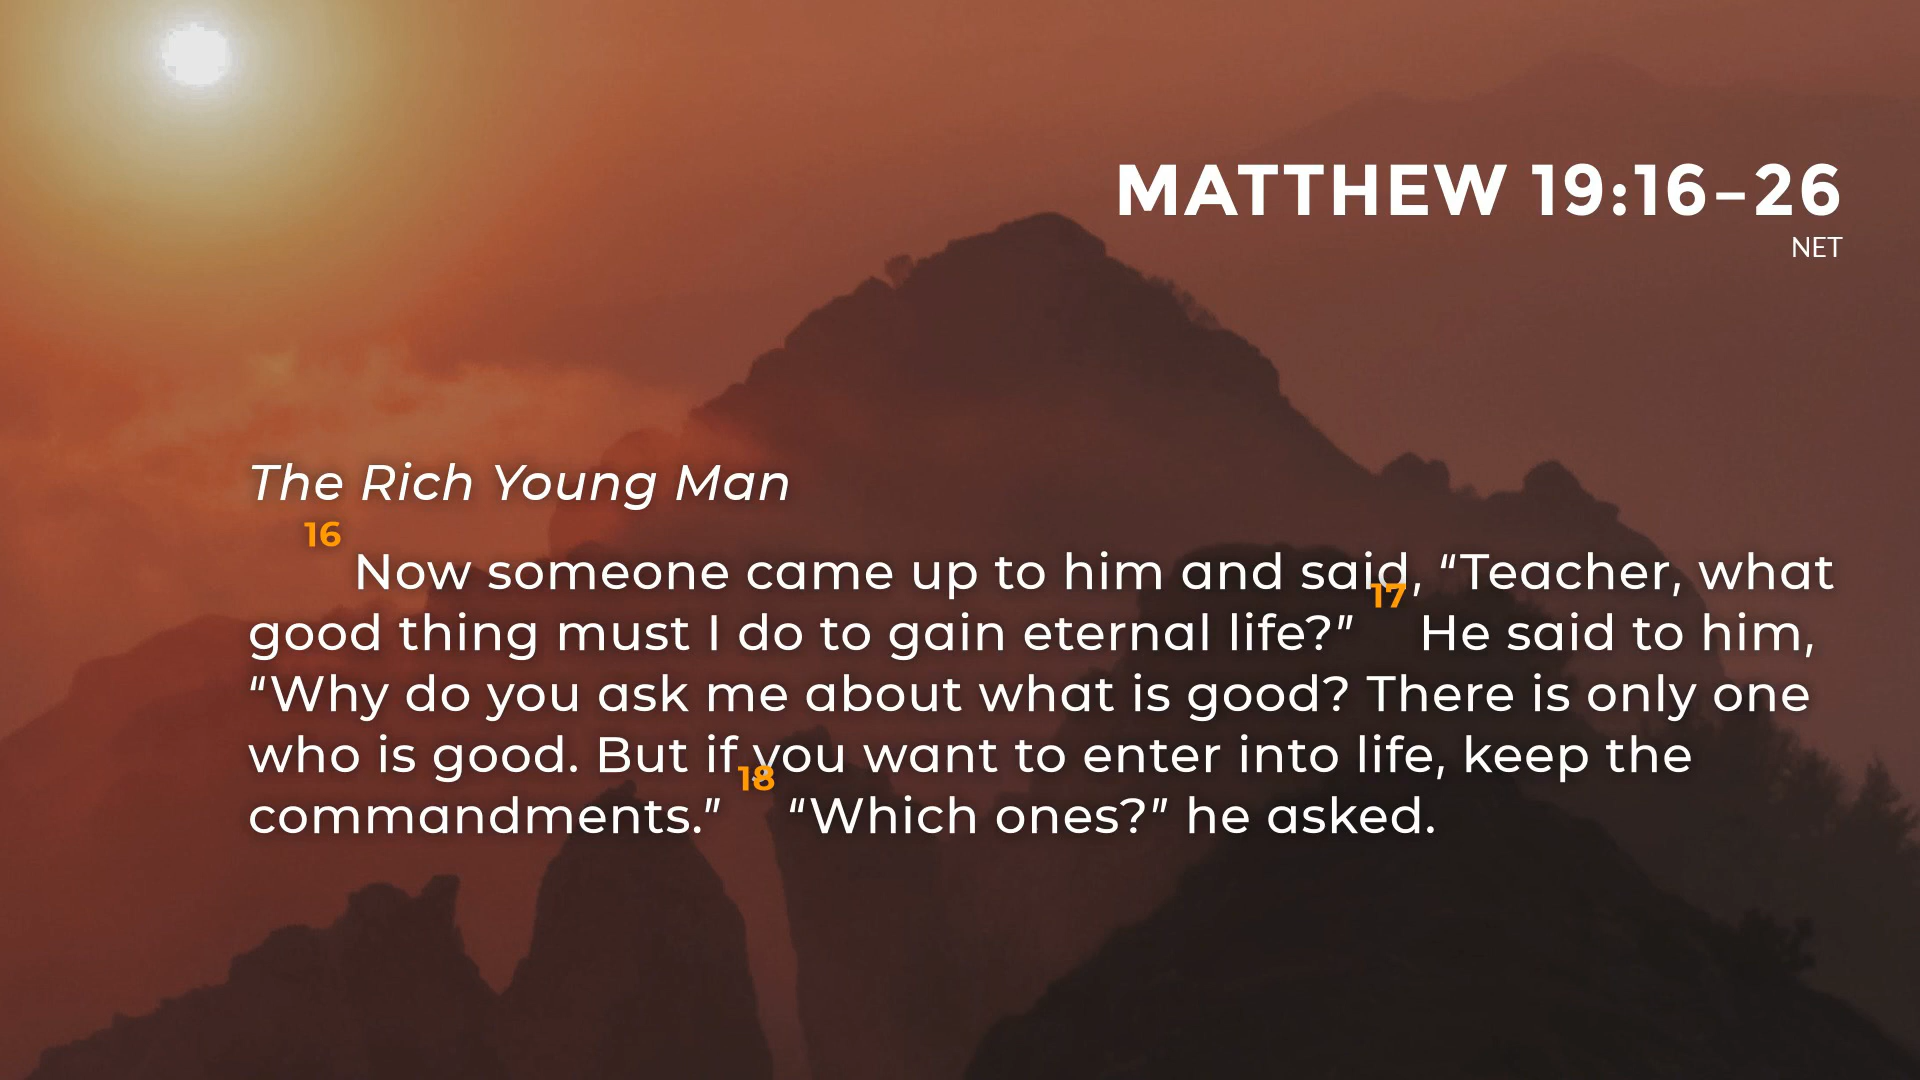 MATTHEW 19:16–26
NET
The Rich Young Man
16 Now someone came up to him and said, “Teacher, what
good thing must I do to gain eternal life?” 17 He said to him,
“Why do you ask me about what is good? There is only one
who is good. But if you want to enter into life, keep the
commandments.” 18 “Which ones?” he asked.